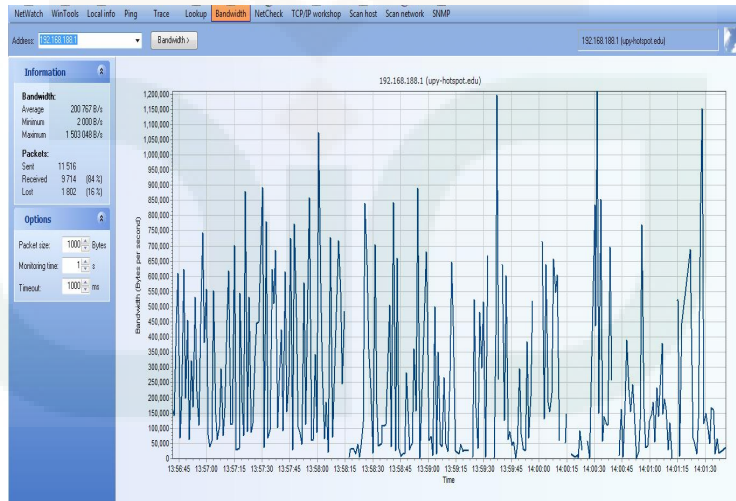 NetWatch WinTools Local info Ping Trace Lookup Bandwidth NetCheck TCP/IP workshop Scan host Scan network SNMP
Address: 192.168.188.1 Bandwidth > 192.168.188.1 (upy-hotspot.edu)
Information
Bandwidth:
Average 200 767 B/s
Minimum 2 000 B/s
Maximum 1 503 048 B/s
Packets:
Sent 11 516
Received 9 714 (84 %)
Lost 1 802 (16 %)
Options
Packet size: 1000 Bytes
Monitoring time: 1 s
Timeout: 1000 ms
192.168.188.1 (upy-hotspot.edu)
Bandwidth (Bytes per second)
1,200,000
1,150,000
1,100,000
1,050,000
1,000,000
950,000
900,000
850,000
800,000
750,000
700,000
650,000
600,000
550,000
500,000
450,000
400,000
350,000
300,000
250,000
200,000
150,000
100,000
50,000
0
13:56:45 13:57:00 13:57:15 13:57:30 13:57:45 13:58:00 13:58:15 13:58:30 13:58:45 13:59:00 13:59:15 13:59:30 13:59:45 14:00:00 14:00:15 14:00:30 14:00:45 14:01:00 14:01:15 14:01:30
Time